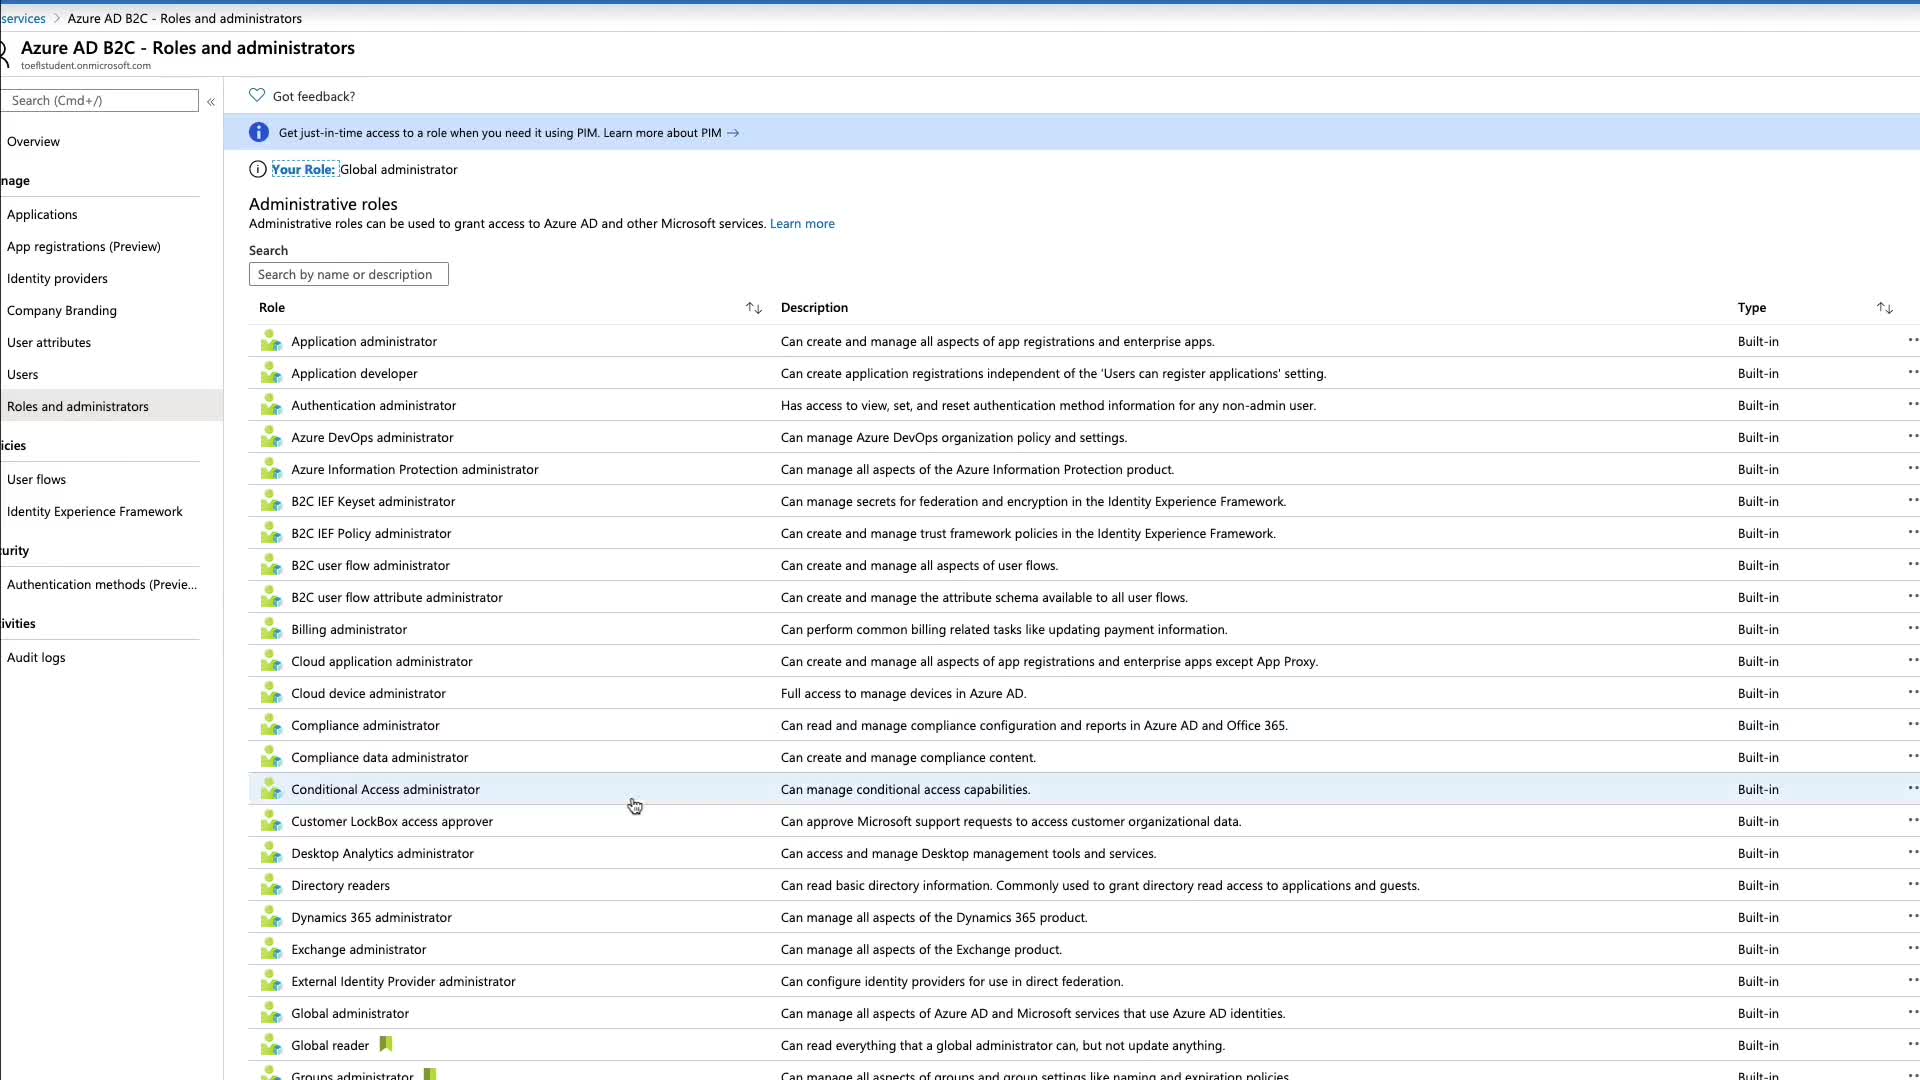 services > Azure AD B2C - Roles and administrators
Azure AD B2C - Roles and administrators
toeflstudent.onmicrosoft.com
Search (Cmd+/)
«
Overview
nage
Applications
App registrations (Preview)
Identity providers
Company Branding
User attributes
Users
Roles and administrators
icies
User flows
Identity Experience Framework
urity
Authentication methods (Previe...
ivities
Audit logs
Got feedback?
Get just-in-time access to a role when you need it using PIM. Learn more about PIM →
Your Role: Global administrator
Administrative roles
Administrative roles can be used to grant access to Azure AD and other Microsoft services. Learn more
Search
Search by name or description
Role Description Type
Application administrator Can create and manage all aspects of app registrations and enterprise apps. Built-in
Application developer Can create application registrations independent of the 'Users can register applications' setting. Built-in
Authentication administrator Has access to view, set, and reset authentication method information for any non-admin user. Built-in
Azure DevOps administrator Can manage Azure DevOps organization policy and settings. Built-in
Azure Information Protection administrator Can manage all aspects of the Azure Information Protection product. Built-in
B2C IEF Keyset administrator Can manage secrets for federation and encryption in the Identity Experience Framework. Built-in
B2C IEF Policy administrator Can create and manage trust framework policies in the Identity Experience Framework. Built-in
B2C user flow administrator Can create and manage all aspects of user flows. Built-in
B2C user flow attribute administrator Can create and manage the attribute schema available to all user flows. Built-in
Billing administrator Can perform common billing related tasks like updating payment information. Built-in
Cloud application administrator Can create and manage all aspects of app registrations and enterprise apps except App Proxy. Built-in
Cloud device administrator Full access to manage devices in Azure AD. Built-in
Compliance administrator Can read and manage compliance configuration and reports in Azure AD and Office 365. Built-in
Compliance data administrator Can create and manage compliance content. Built-in
Conditional Access administrator Can manage conditional access capabilities. Built-in
Customer LockBox access approver Can approve Microsoft support requests to access customer organizational data. Built-in
Desktop Analytics administrator Can access and manage Desktop management tools and services. Built-in
Directory readers Can read basic directory information. Commonly used to grant directory read access to applications and guests. Built-in
Dynamics 365 administrator Can manage all aspects of the Dynamics 365 product. Built-in
Exchange administrator Can manage all aspects of the Exchange product. Built-in
External Identity Provider administrator Can configure identity providers for use in direct federation. Built-in
Global administrator Can manage all aspects of Azure AD and Microsoft services that use Azure AD identities. Built-in
Global reader Can read everything that a global administrator can, but not update anything. Built-in
Groups administrator Can manage all aspects of groups and group settings like naming and expiration policies. Built-in